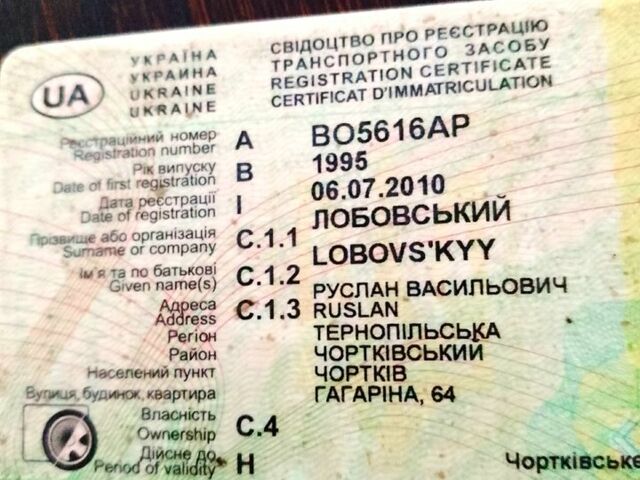 УКРАЇНА
УКРАИНА
UKRAINE
UKRAINE
UA
СВІДОЦТВО ПРО РЕЄСТРАЦІЮ
ТРАНСПОРТНОГО ЗАСОБУ
REGISTRATION CERTIFICATE
CERTIFICAT D'IMMATRICULATION
Реєстраційний номер
Registration number A BO5616AP
Рік випуску
Date of first registration B 1995
Дата реєстрації
Date of registration I 06.07.2010
Прізвище або організація
Surname or company C.1.1 ЛОБОВСЬКИЙ
LOBOVS'KYY
Ім'я та по батькові
Given name(s) C.1.2 РУСЛАН ВАСИЛЬОВИЧ
Адреса
Address C.1.3 RUSLAN
Регіон ТЕРНОПІЛЬСЬКА
Район ЧОРТКІВСЬКИЙ
Населений пункт ЧОРТКІВ
Вулиця, будинок, квартира ГАГАРІНА, 64
Власність
Ownership C.4
Дійсне до
Period of validity H
Чортківське